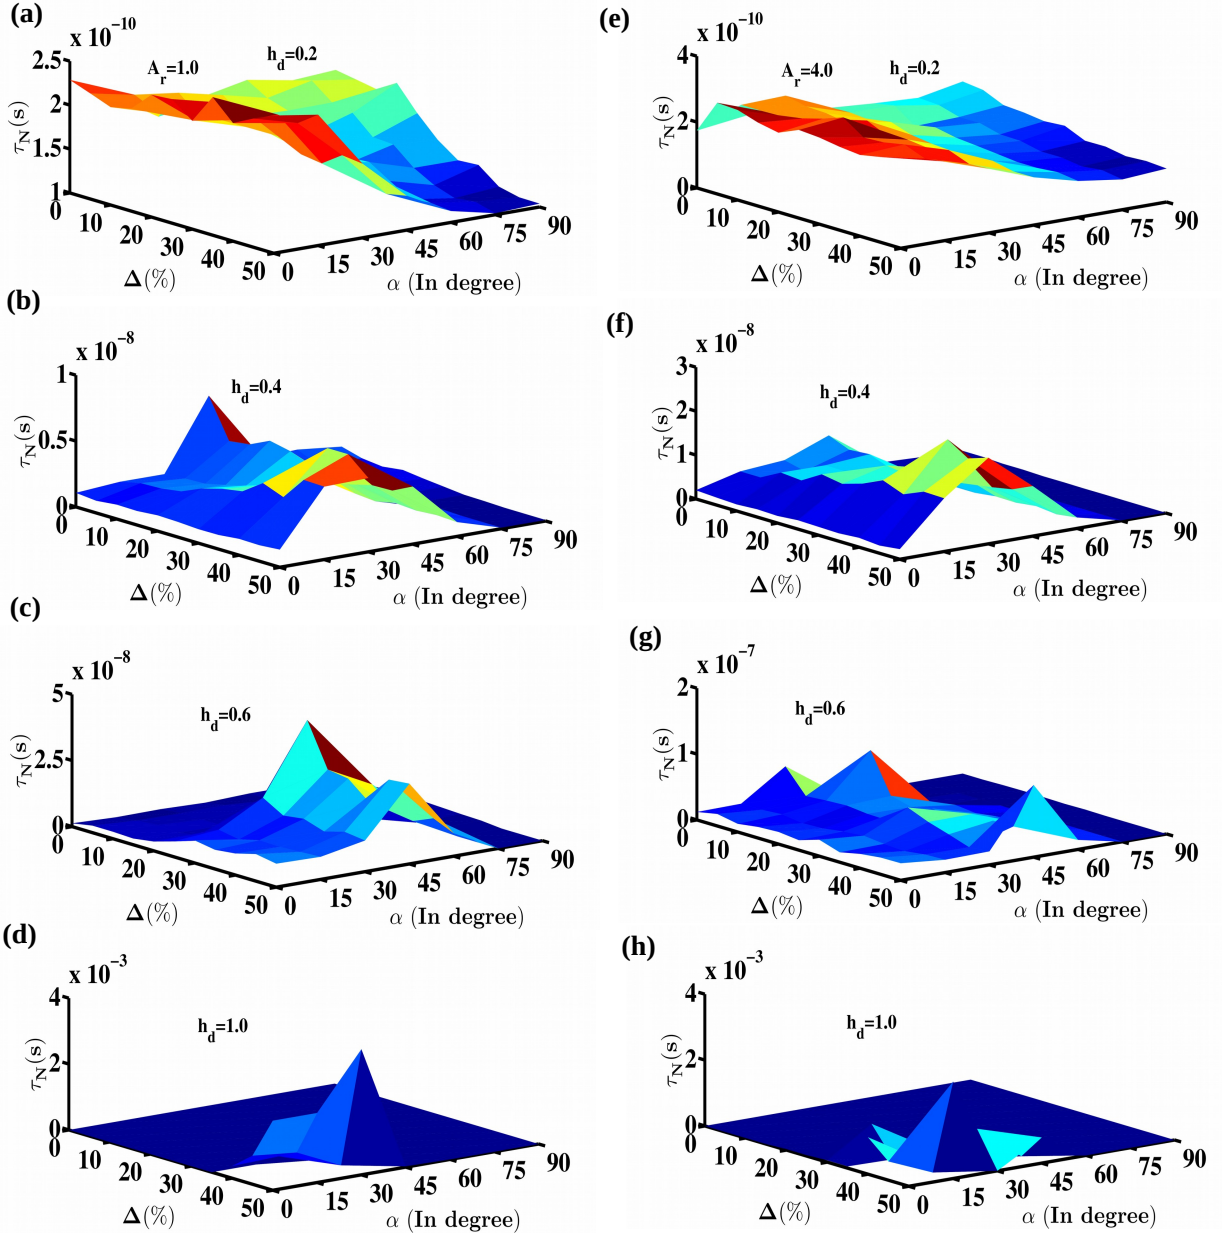 (a)
x 10⁻¹⁰
A_r=1.0
h_d=0.2
τ_N(s)
2.5
2
1.5
1
0
10
20
30
40
50
Δ(%)
0
15
30
45
60
75
90
α (In degree)
(e)
x 10⁻¹⁰
A_r=4.0
h_d=0.2
τ_N(s)
4
2
0
0
10
20
30
40
50
Δ(%)
0
15
30
45
60
75
90
α (In degree)
(b)
x 10⁻⁸
h_d=0.4
τ_N(s)
1
0.5
0
0
10
20
30
40
50
Δ(%)
0
15
30
45
60
75
90
α (In degree)
(f)
x 10⁻⁸
h_d=0.4
τ_N(s)
3
2
1
0
0
10
20
30
40
50
Δ(%)
0
15
30
45
60
75
90
α (In degree)
(c)
x 10⁻⁸
h_d=0.6
τ_N(s)
5
2.5
0
0
10
20
30
40
50
Δ(%)
0
15
30
45
60
75
90
α (In degree)
(g)
x 10⁻⁷
h_d=0.6
τ_N(s)
2
1
0
0
10
20
30
40
50
Δ(%)
0
15
30
45
60
75
90
α (In degree)
(d)
x 10⁻³
h_d=1.0
τ_N(s)
4
2
0
0
10
20
30
40
50
Δ(%)
0
15
30
45
60
75
90
α (In degree)
(h)
x 10⁻³
h_d=1.0
τ_N(s)
4
2
0
0
10
20
30
40
50
Δ(%)
0
15
30
45
60
75
90
α (In degree)